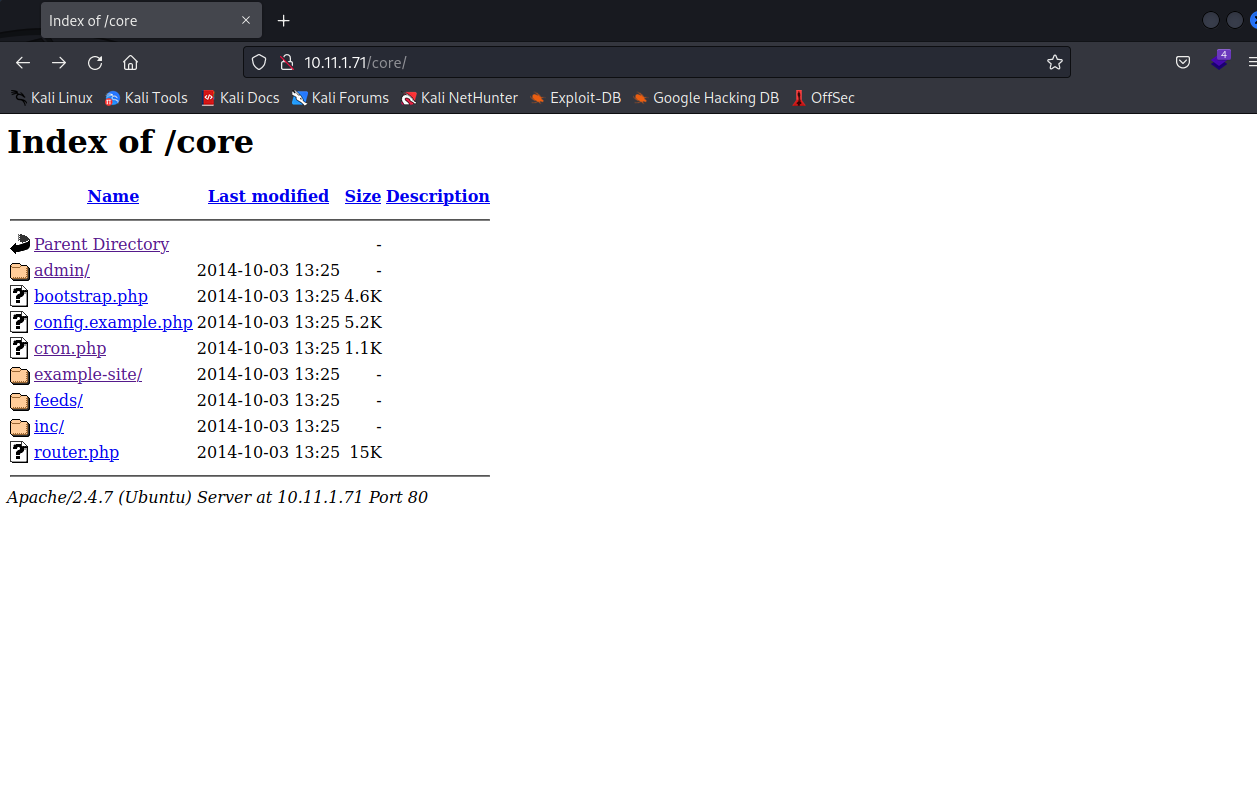 Index of /core
10.11.1.71/core/
4
Kali Linux Kali Tools Kali Docs Kali Forums Kali NetHunter Exploit-DB Google Hacking DB OffSec
Index of /core
Name Last modified Size Description
Parent Directory -
admin/ 2014-10-03 13:25 -
bootstrap.php 2014-10-03 13:25 4.6K
config.example.php 2014-10-03 13:25 5.2K
cron.php 2014-10-03 13:25 1.1K
example-site/ 2014-10-03 13:25 -
feeds/ 2014-10-03 13:25 -
inc/ 2014-10-03 13:25 -
router.php 2014-10-03 13:25 15K
Apache/2.4.7 (Ubuntu) Server at 10.11.1.71 Port 80